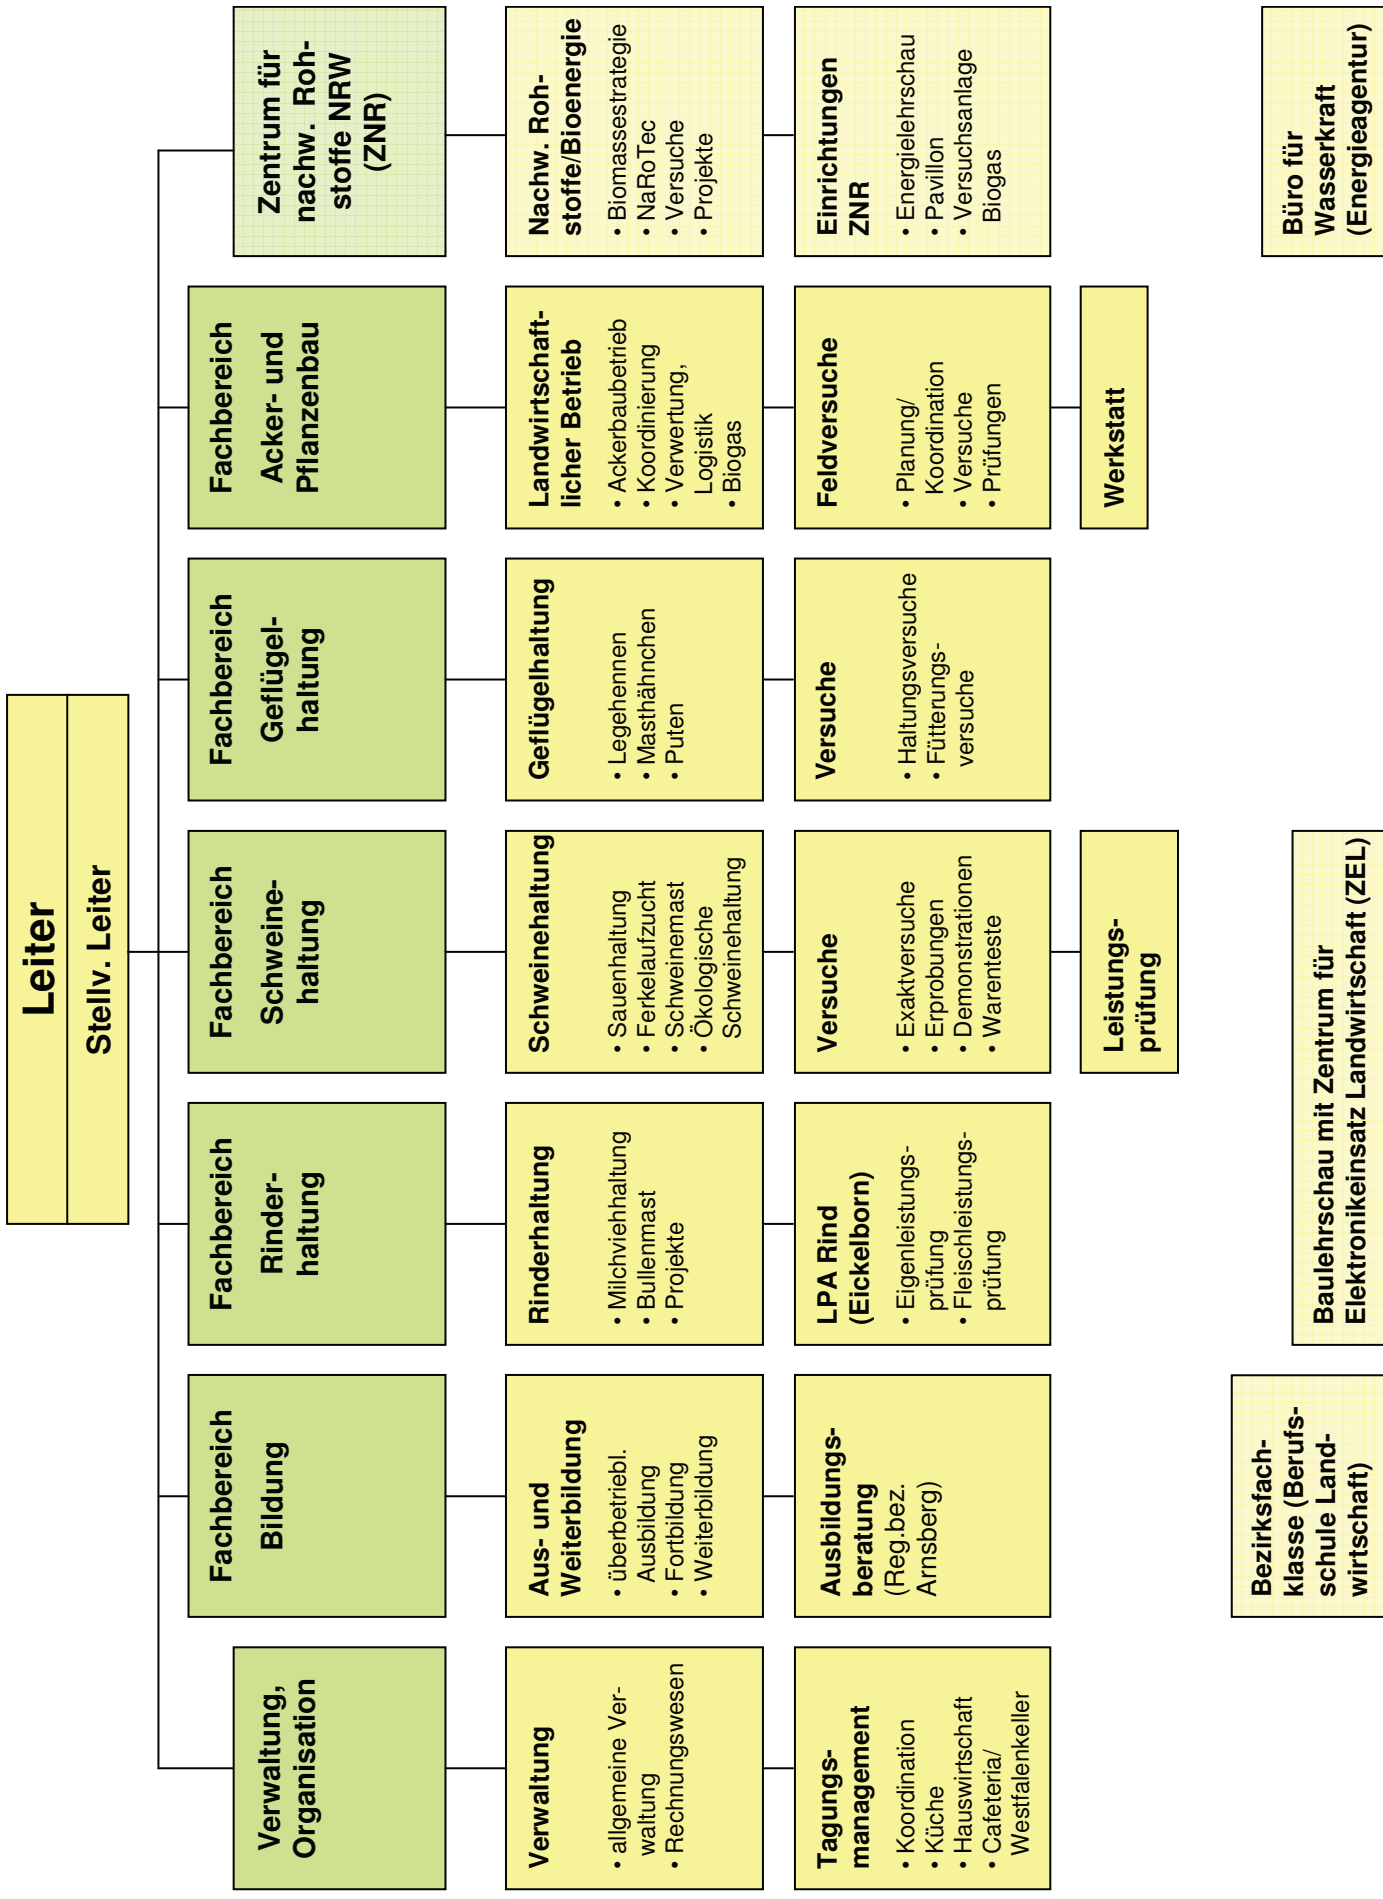 Leiter
Stellv. Leiter
Verwaltung,
Organisation
Fachbereich
Bildung
Fachbereich
Rinder-
haltung
Fachbereich
Schweine-
haltung
Fachbereich
Geflügel-
haltung
Fachbereich
Acker- und
Pflanzenbau
Zentrum für
nachw. Roh-
stoffe NRW
(ZNR)
Verwaltung
• allgemeine Ver-
waltung
• Rechnungswesen
Aus- und
Weiterbildung
• überbetriebl.
Ausbildung
• Fortbildung
• Weiterbildung
Rinderhaltung
• Milchviehhaltung
• Bullenmast
• Projekte
Schweinehaltung
• Sauenhaltung
• Ferkelaufzucht
• Schweinemast
• Ökologische
Schweinehaltung
Geflügelhaltung
• Legehennen
• Masthähnchen
• Puten
Landwirtschaft-
licher Betrieb
• Ackerbaubetrieb
• Koordinierung
• Verwertung,
Logistik
• Biogas
Nachw. Roh-
stoffe/Bioenergie
• Biomassestrategie
• NaRoTec
• Versuche
• Projekte
Tagungs-
management
• Koordination
• Küche
• Hauswirtschaft
• Cafeteria/
Westfalenkeller
Ausbildungs-
beratung
(Reg.bez.
Arnsberg)
LPA Rind
(Eickelborn)
• Eigenleistungs-
prüfung
• Fleischleistungs-
prüfung
Versuche
• Exaktversuche
• Erprobungen
• Demonstrationen
• Warenteste
Versuche
• Haltungsversuche
• Fütterungs-
versuche
Feldversuche
• Planung/
Koordination
• Versuche
• Prüfungen
Einrichtungen
ZNR
• Energielehrschau
• Pavillon
• Versuchsanlage
Biogas
Leistungs-
prüfung
Werkstatt
Bezirksfach-
klasse (Berufs-
schule Land-
wirtschaft)
Baulehrschau mit Zentrum für
Elektronikeinsatz Landwirtschaft (ZEL)
Büro für
Wasserkraft
(Energieagentur)